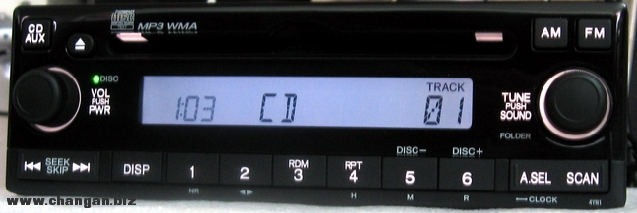 CD AUX
MP3 WMA
AM FM
DISC
VOL PUSH PWR
1:03 CD TRACK 01
TUNE PUSH SOUND
FOLDER
SEEK SKIP
DISP
1
2
RDM 3
RPT 4
DISC- 5
DISC+ 6
A.SEL SCAN
H M R
CLOCK
www.changan.biz